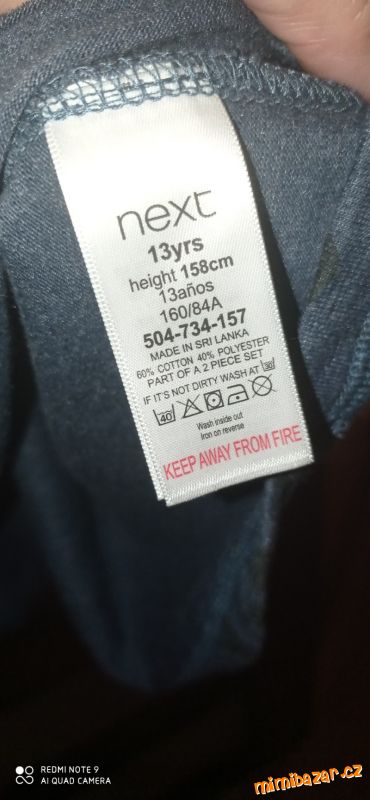 next
13yrs
height 158cm
13años
160/84A
504-734-157
MADE IN SRI LANKA
60% COTTON 40% POLYESTER
PART OF A 2 PIECE SET
IF IT'S NOT DIRTY WASH AT 30
40
Wash inside out
Iron on reverse
KEEP AWAY FROM FIRE
REDMI NOTE 9
AI QUAD CAMERA
mimibazar.cz